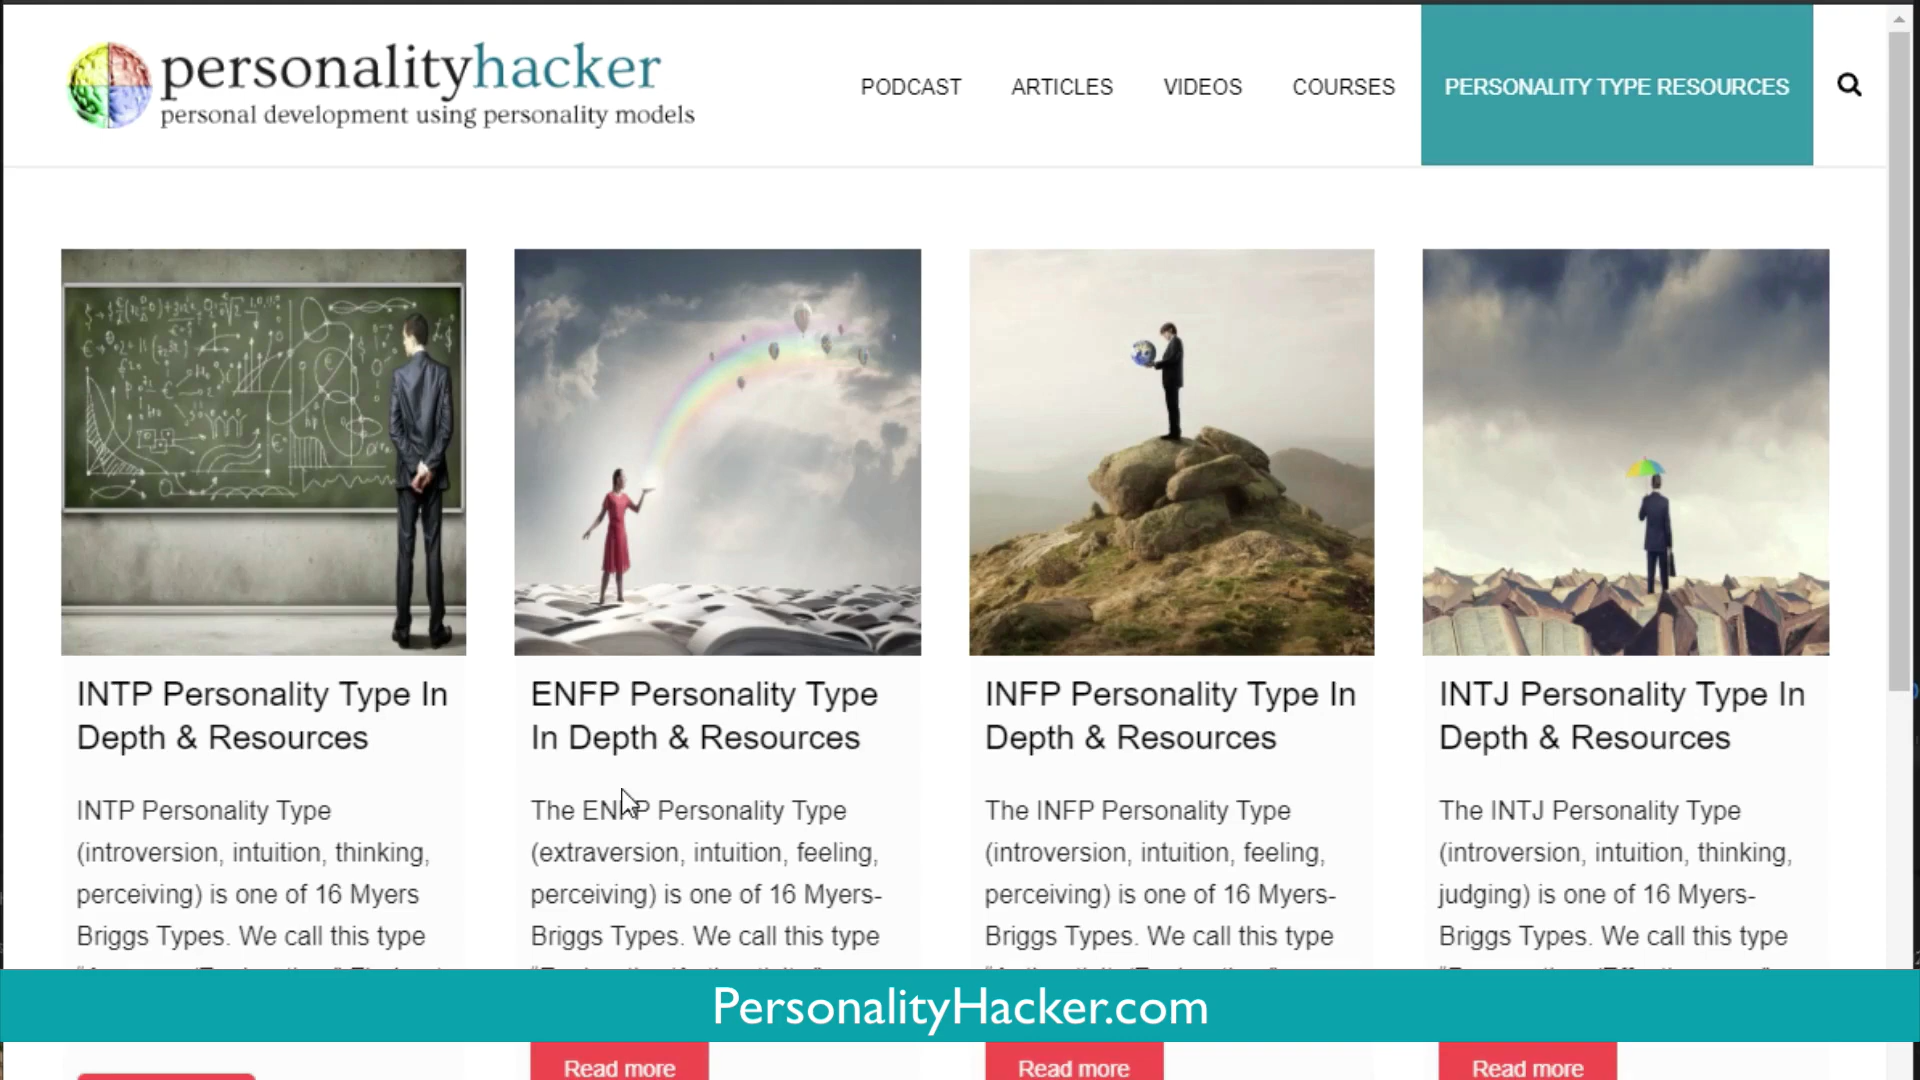 personalityhacker
personal development using personality models
PODCAST
ARTICLES
VIDEOS
COURSES
PERSONALITY TYPE RESOURCES
INTP Personality Type In
Depth & Resources
INTP Personality Type
(introversion, intuition, thinking,
perceiving) is one of 16 Myers
Briggs Types. We call this type
ENFP Personality Type
In Depth & Resources
The ENFP Personality Type
(extraversion, intuition, feeling,
perceiving) is one of 16 Myers-
Briggs Types. We call this type
Read more
INFP Personality Type In
Depth & Resources
The INFP Personality Type
(introversion, intuition, feeling,
perceiving) is one of 16 Myers-
Briggs Types. We call this type
Read more
INTJ Personality Type In
Depth & Resources
The INTJ Personality Type
(introversion, intuition, thinking,
judging) is one of 16 Myers-
Briggs Types. We call this type
Read more
PersonalityHacker.com